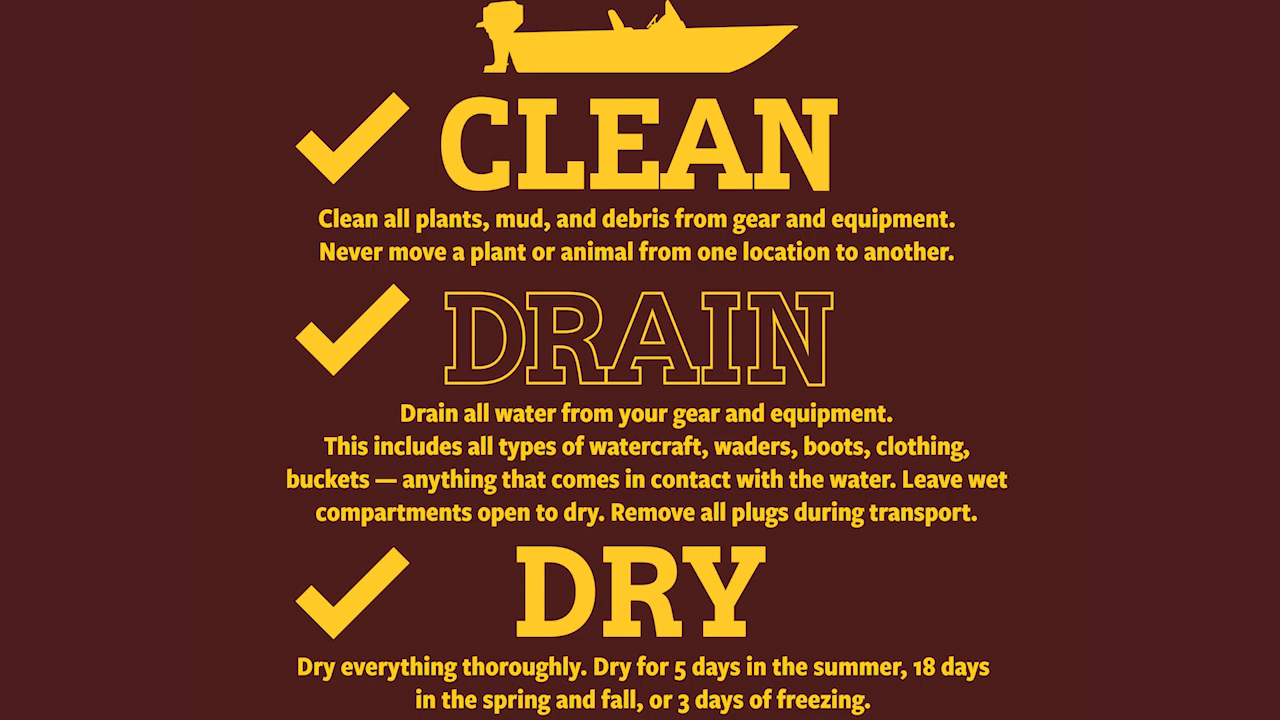 CLEAN
Clean all plants, mud, and debris from gear and equipment.
Never move a plant or animal from one location to another.
DRAIN
Drain all water from your gear and equipment.
This includes all types of watercraft, waders, boots, clothing,
buckets — anything that comes in contact with the water. Leave wet
compartments open to dry. Remove all plugs during transport.
DRY
Dry everything thoroughly. Dry for 5 days in the summer, 18 days
in the spring and fall, or 3 days of freezing.